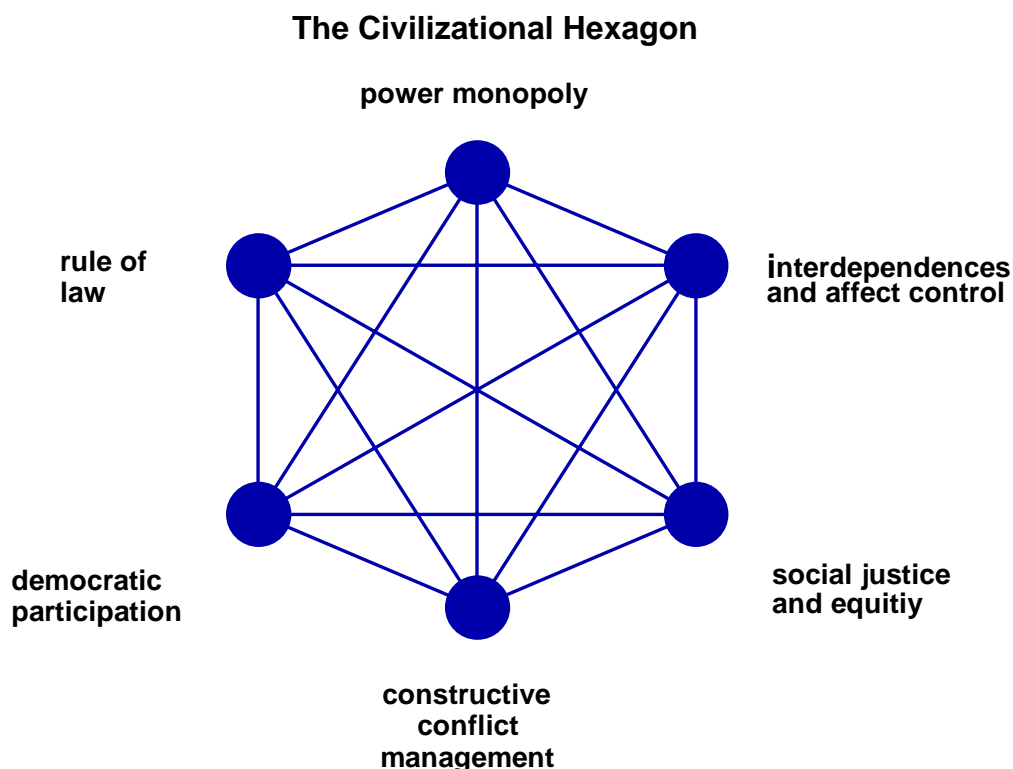 The Civilizational Hexagon
power monopoly
rule of
law
interdependences
and affect control
democratic
participation
social justice
and equitiy
constructive
conflict
management